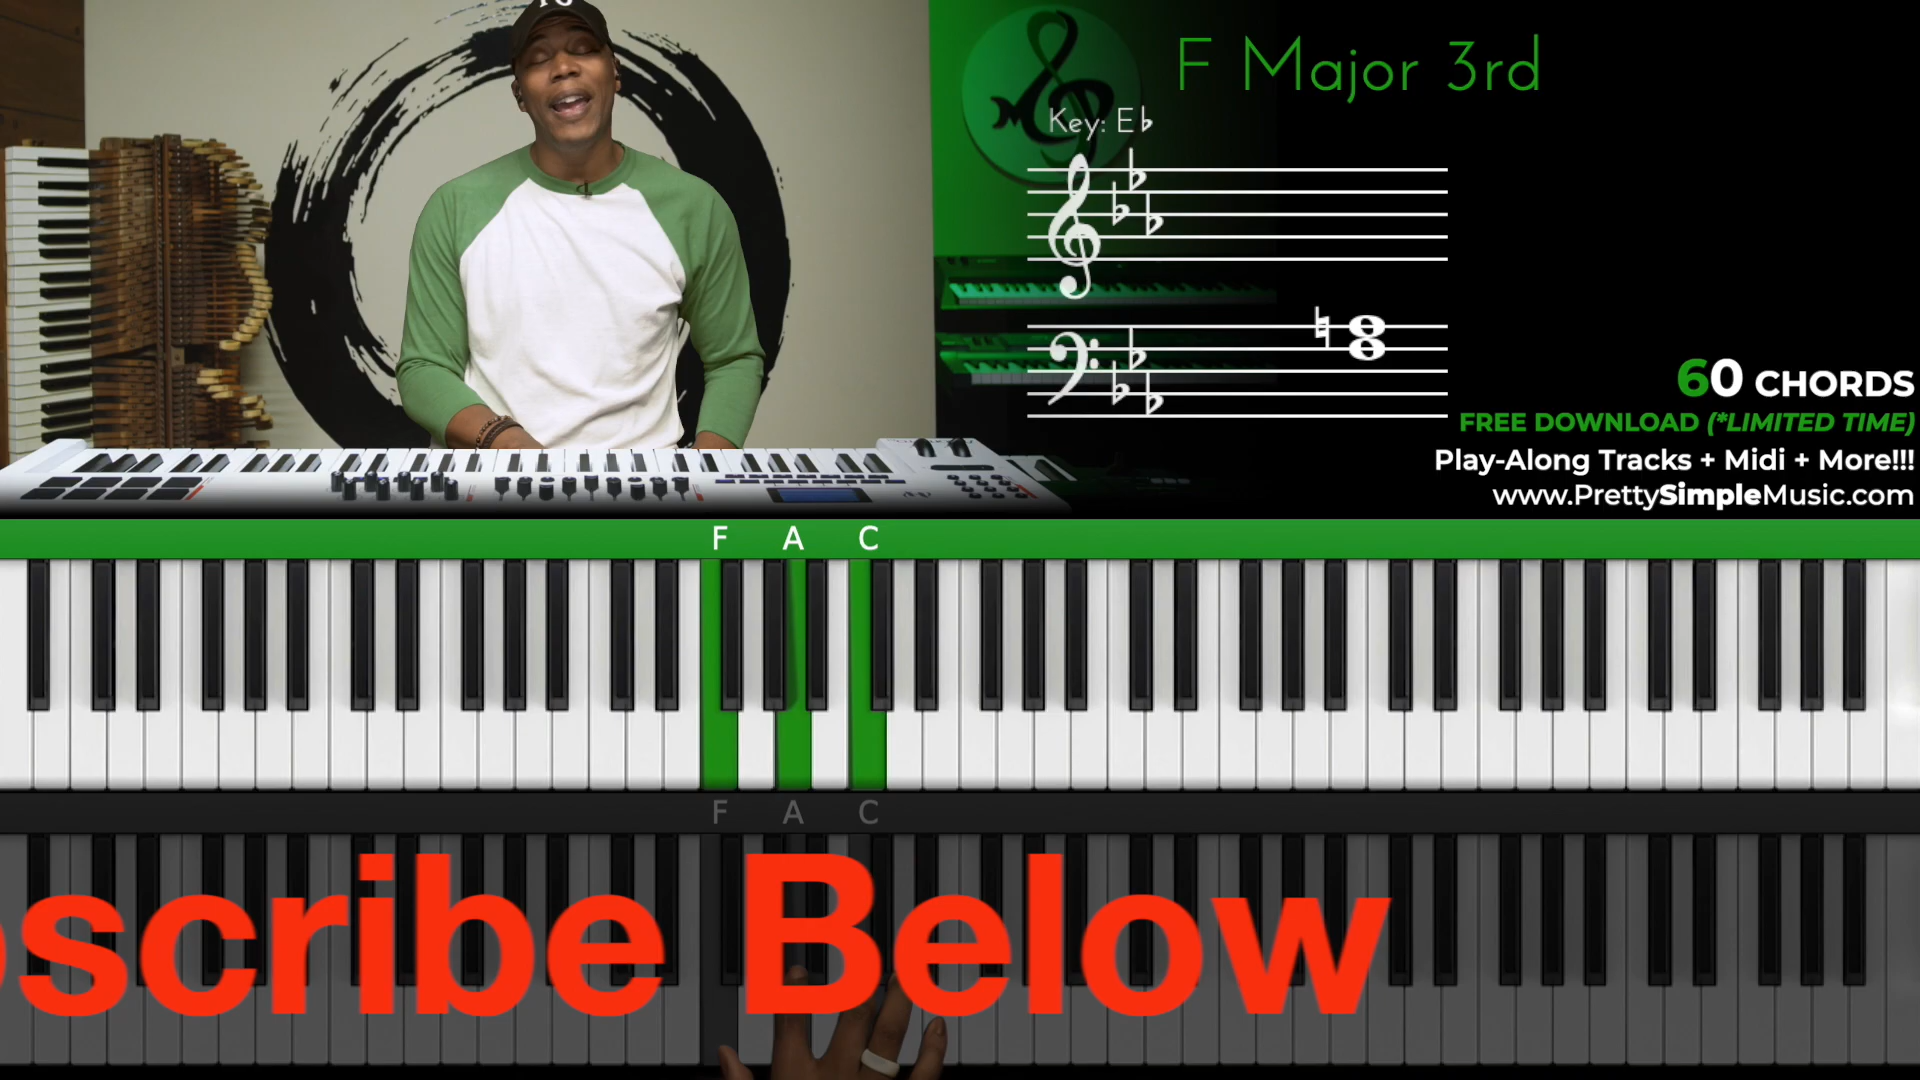 F Major 3rd
Key: E♭
60 CHORDS
FREE DOWNLOAD (*LIMITED TIME)
Play-Along Tracks + Midi + More!!!
www.PrettySimpleMusic.com
F A C
F A C
scribe Below